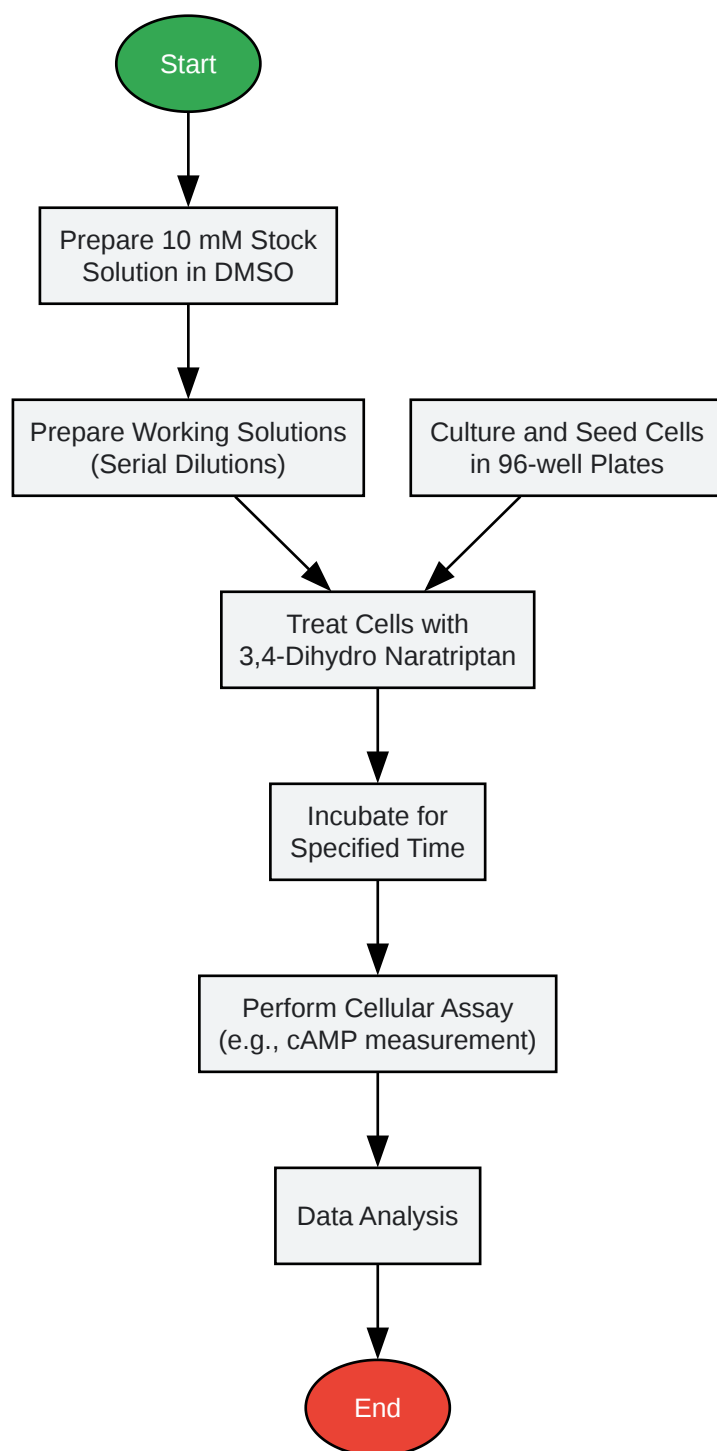 Start
Prepare 10 mM Stock
Solution in DMSO
Prepare Working Solutions
(Serial Dilutions)
Culture and Seed Cells
in 96-well Plates
Treat Cells with
3,4-Dihydro Naratriptan
Incubate for
Specified Time
Perform Cellular Assay
(e.g., cAMP measurement)
Data Analysis
End